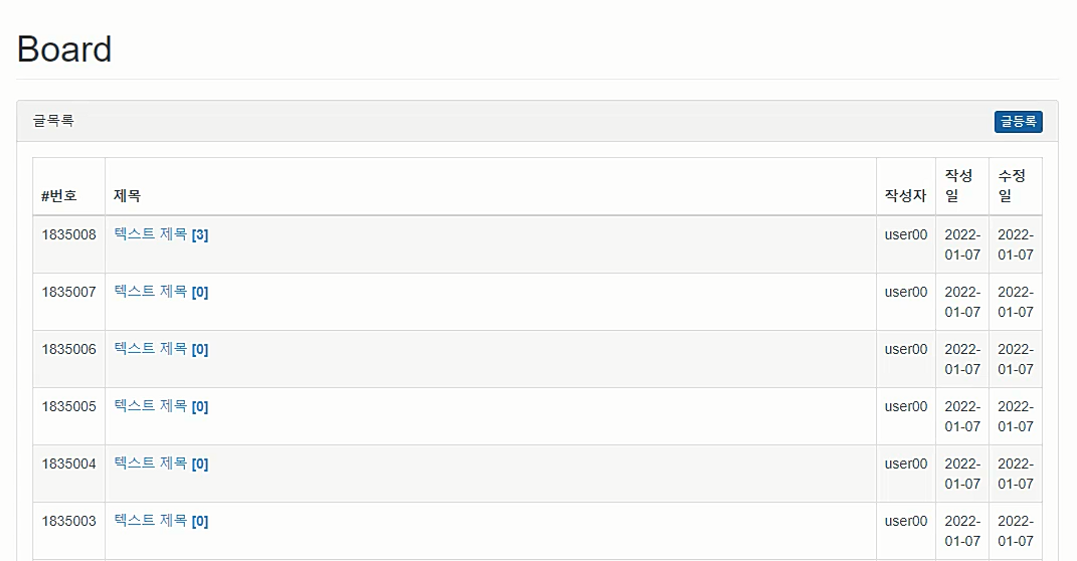 Board
글목록 글등록
#번호 제목 작성자 작성일 수정일
1835008 텍스트 제목 [3] user00 2022-01-07 2022-01-07
1835007 텍스트 제목 [0] user00 2022-01-07 2022-01-07
1835006 텍스트 제목 [0] user00 2022-01-07 2022-01-07
1835005 텍스트 제목 [0] user00 2022-01-07 2022-01-07
1835004 텍스트 제목 [0] user00 2022-01-07 2022-01-07
1835003 텍스트 제목 [0] user00 2022-01-07 2022-01-07